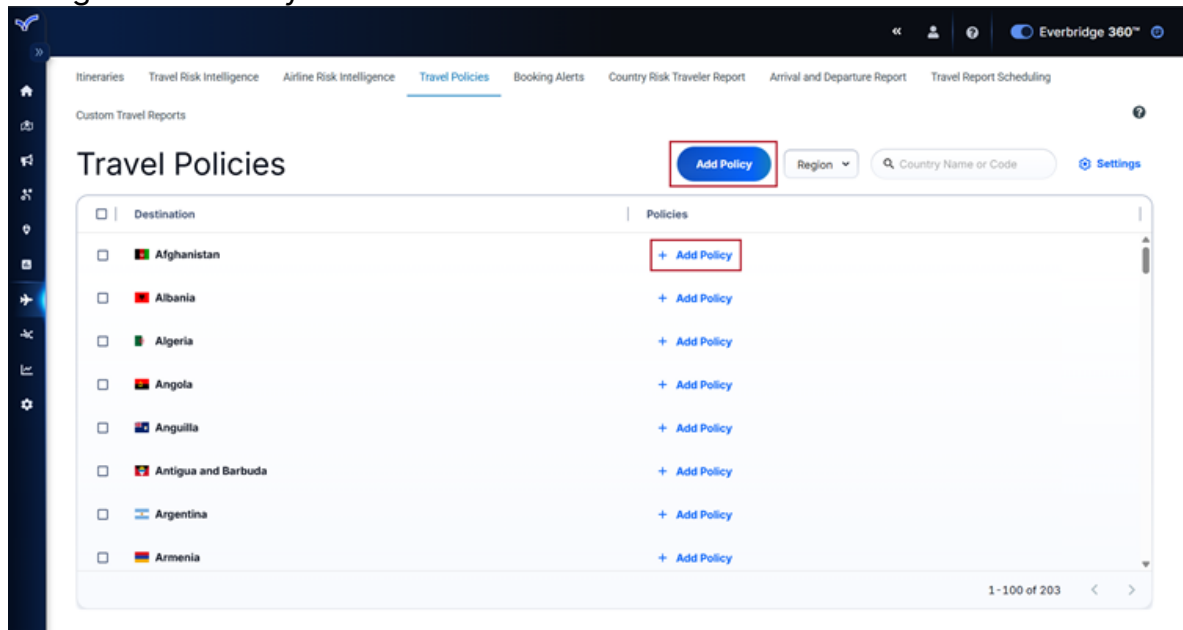 Everbridge 360™
Itineraries Travel Risk Intelligence Airline Risk Intelligence Travel Policies Booking Alerts Country Risk Traveler Report Arrival and Departure Report Travel Report Scheduling
Custom Travel Reports
Travel Policies Add Policy Region Country Name or Code Settings
Destination Policies
Afghanistan + Add Policy
Albania + Add Policy
Algeria + Add Policy
Angola + Add Policy
Anguilla + Add Policy
Antigua and Barbuda + Add Policy
Argentina + Add Policy
Armenia + Add Policy
1-100 of 203